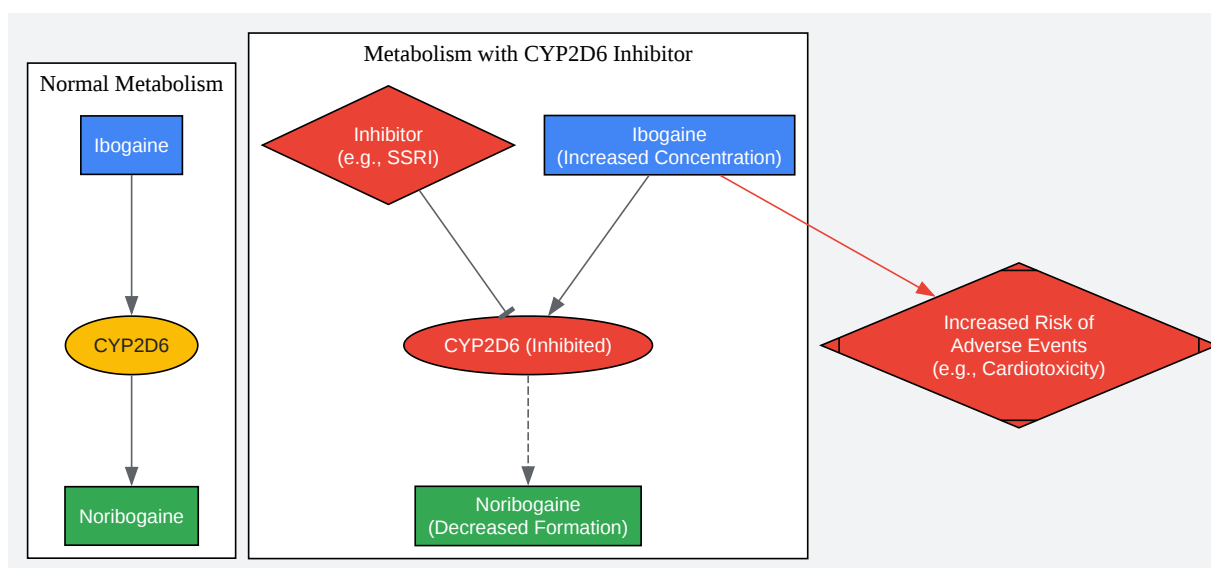 Normal Metabolism
Ibogaine
CYP2D6
Noribogaine
Metabolism with CYP2D6 Inhibitor
Inhibitor
(e.g., SSRI)
Ibogaine
(Increased Concentration)
CYP2D6 (Inhibited)
Noribogaine
(Decreased Formation)
Increased Risk of
Adverse Events
(e.g., Cardiotoxicity)